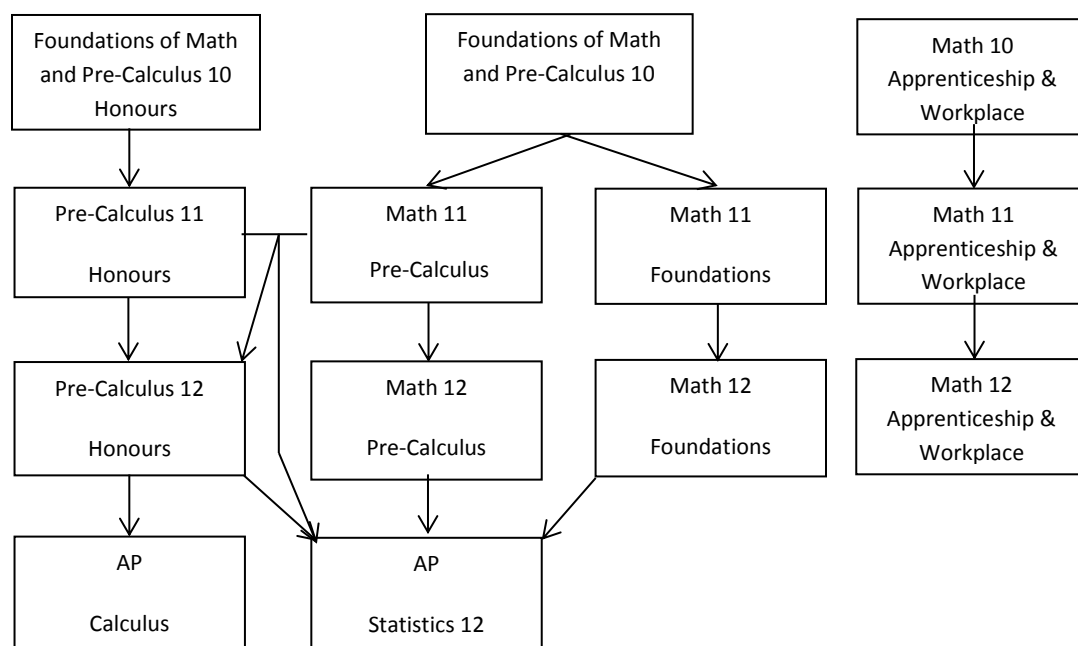 Foundations of Math
and Pre-Calculus 10
Honours
Foundations of Math
and Pre-Calculus 10
Math 10
Apprenticeship &
Workplace
Pre-Calculus 11
Honours
Math 11
Pre-Calculus
Math 11
Foundations
Math 11
Apprenticeship &
Workplace
Pre-Calculus 12
Honours
Math 12
Pre-Calculus
Math 12
Foundations
Math 12
Apprenticeship &
Workplace
AP
Calculus
AP
Statistics 12